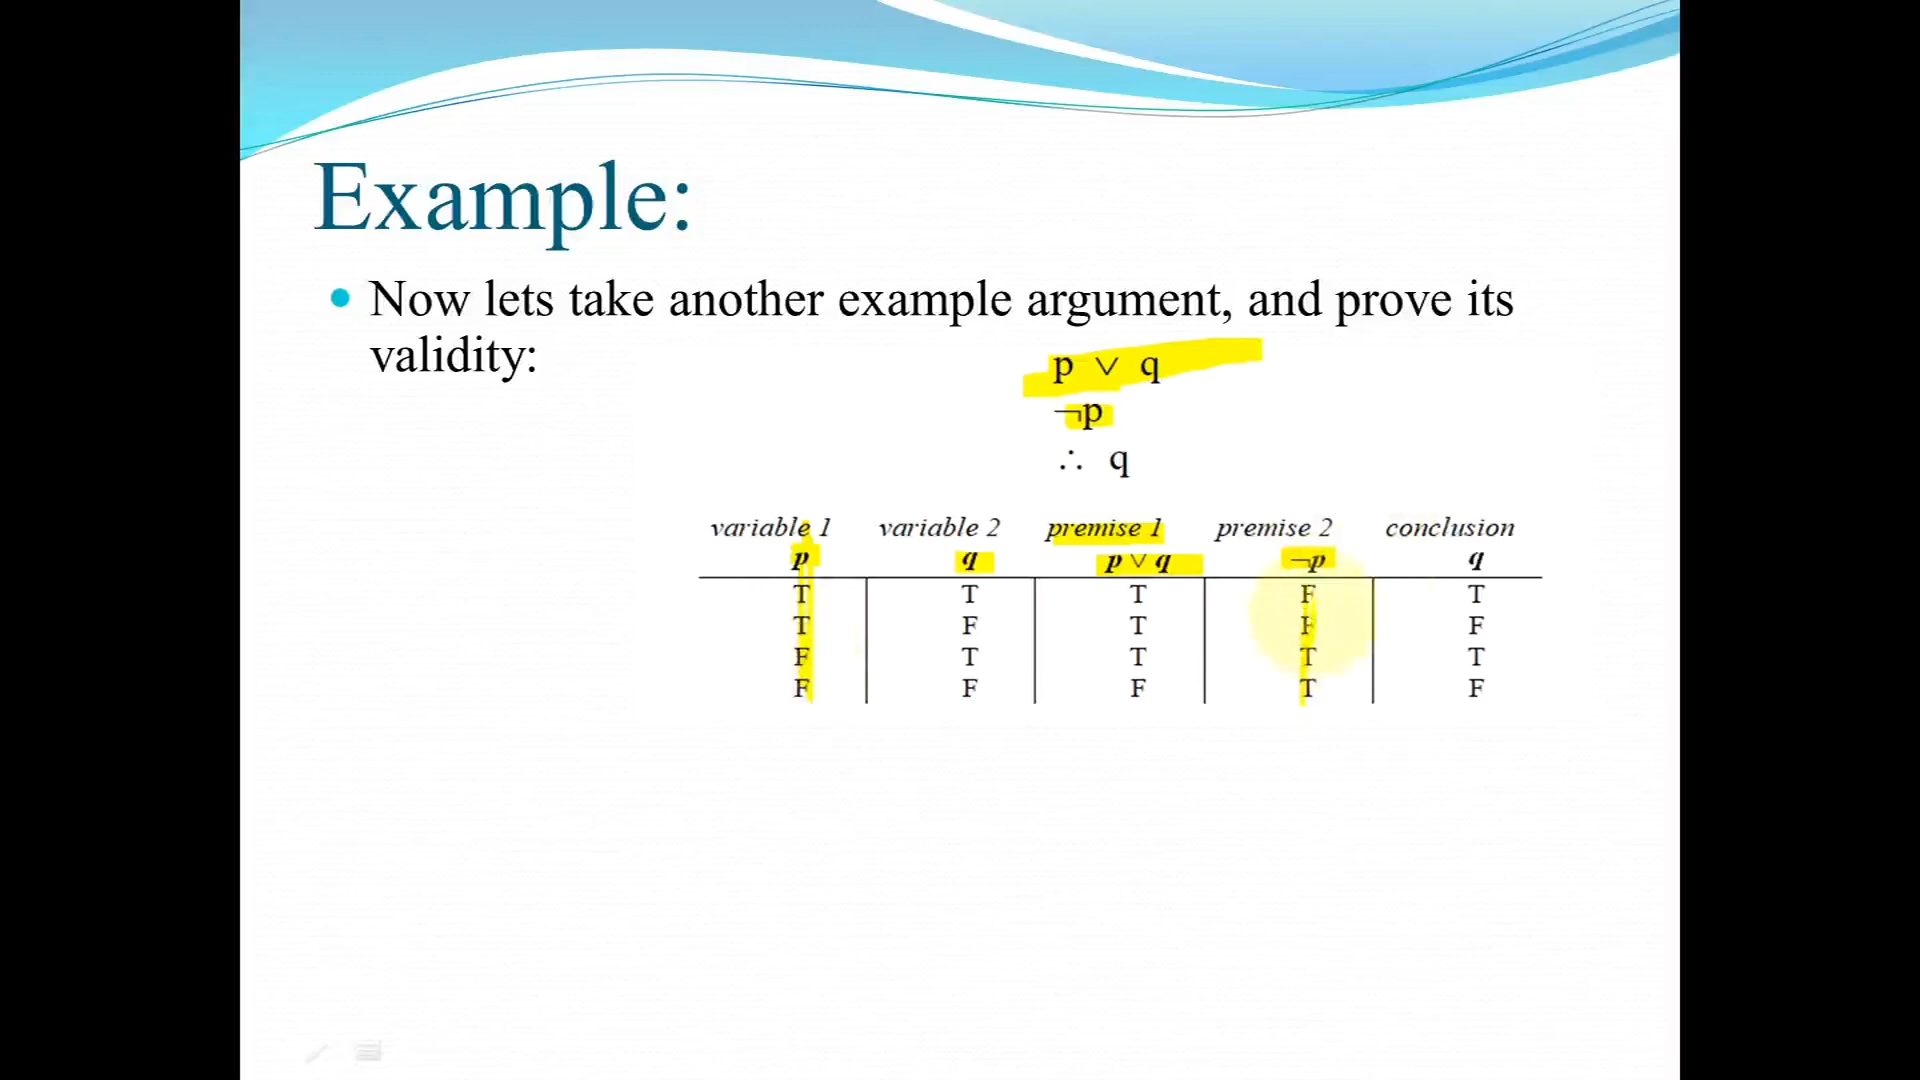 Example:
Now lets take another example argument, and prove its
validity:
p ∨ q
¬p
∴ q
variable 1 variable 2 premise 1 premise 2 conclusion
p q p ∨ q ¬p q
T T T F T
T F T F F
F T T T T
F F F T F